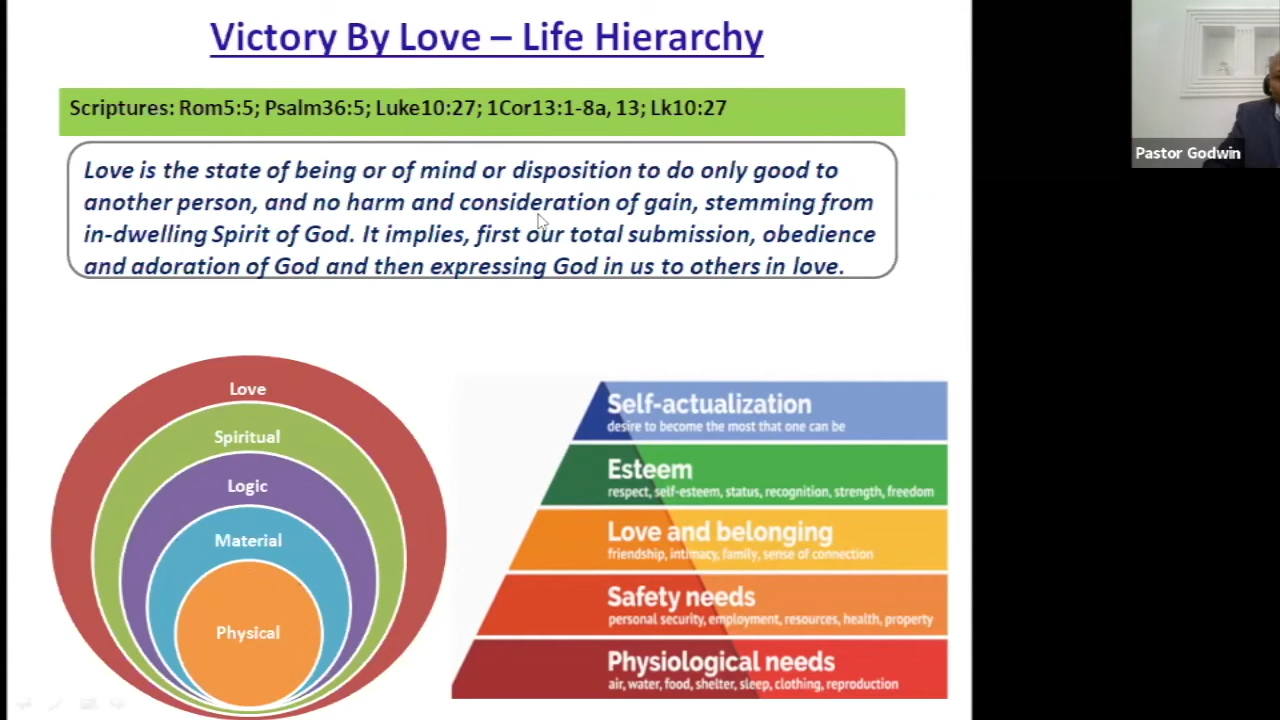 Victory By Love – Life Hierarchy
Scriptures: Rom5:5; Psalm36:5; Luke10:27; 1Cor13:1-8a, 13; Lk10:27
Love is the state of being or of mind or disposition to do only good to
another person, and no harm and consideration of gain, stemming from
in-dwelling Spirit of God. It implies, first our total submission, obedience
and adoration of God and then expressing God in us to others in love.
Love
Spiritual
Logic
Material
Physical
Self-actualization
desire to become the most that one can be
Esteem
respect, self-esteem, status, recognition, strength, freedom
Love and belonging
friendship, intimacy, family, sense of connection
Safety needs
personal security, employment, resources, health, property
Physiological needs
air, water, food, shelter, sleep, clothing, reproduction
Pastor Godwin